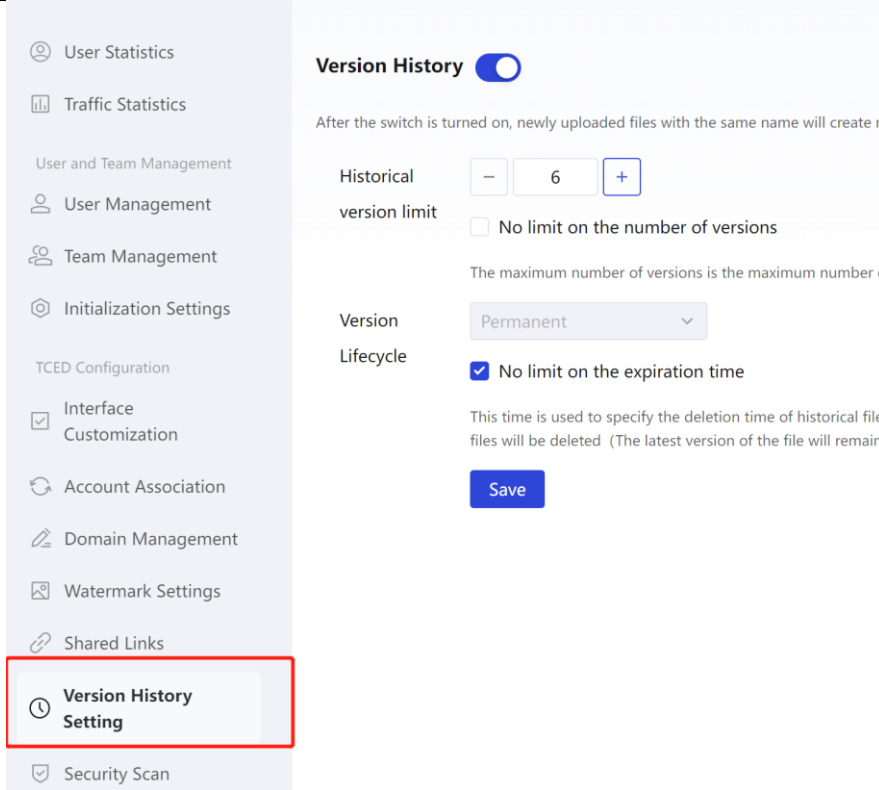 User Statistics
Traffic Statistics
User and Team Management
User Management
Team Management
Initialization Settings
TCED Configuration
Interface
Customization
Account Association
Domain Management
Watermark Settings
Shared Links
Version History
Setting
Security Scan
Version History
After the switch is turned on, newly uploaded files with the same name will create
Historical
version limit
6
No limit on the number of versions
The maximum number of versions is the maximum number
Version
Lifecycle
Permanent
No limit on the expiration time
This time is used to specify the deletion time of historical
files will be deleted（The latest version of the file will
Save